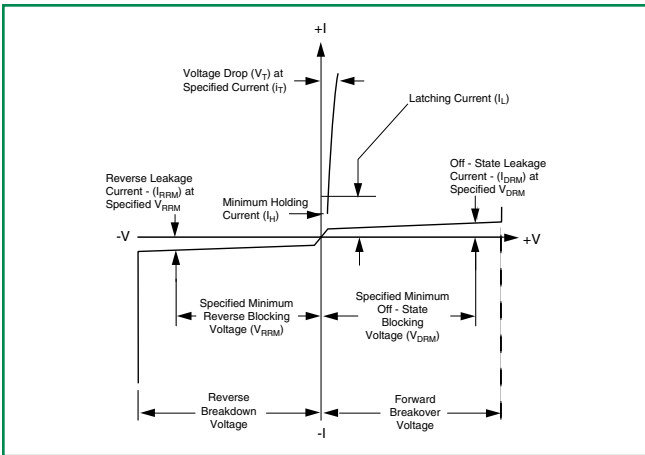 +I
Voltage Drop (VT) at
Specified Current (iT)
Latching Current (IL)
Reverse Leakage
Current - (IRRM) at
Specified VRRM
Off - State Leakage
Current - (IDRM) at
Specified VDRM
Minimum Holding
Current (IH)
-V
+V
Specified Minimum
Reverse Blocking
Voltage (VRRM)
Specified Minimum
Off - State
Blocking
Voltage (VDRM)
Reverse
Breakdown
Voltage
Forward
Breakover
Voltage
-I